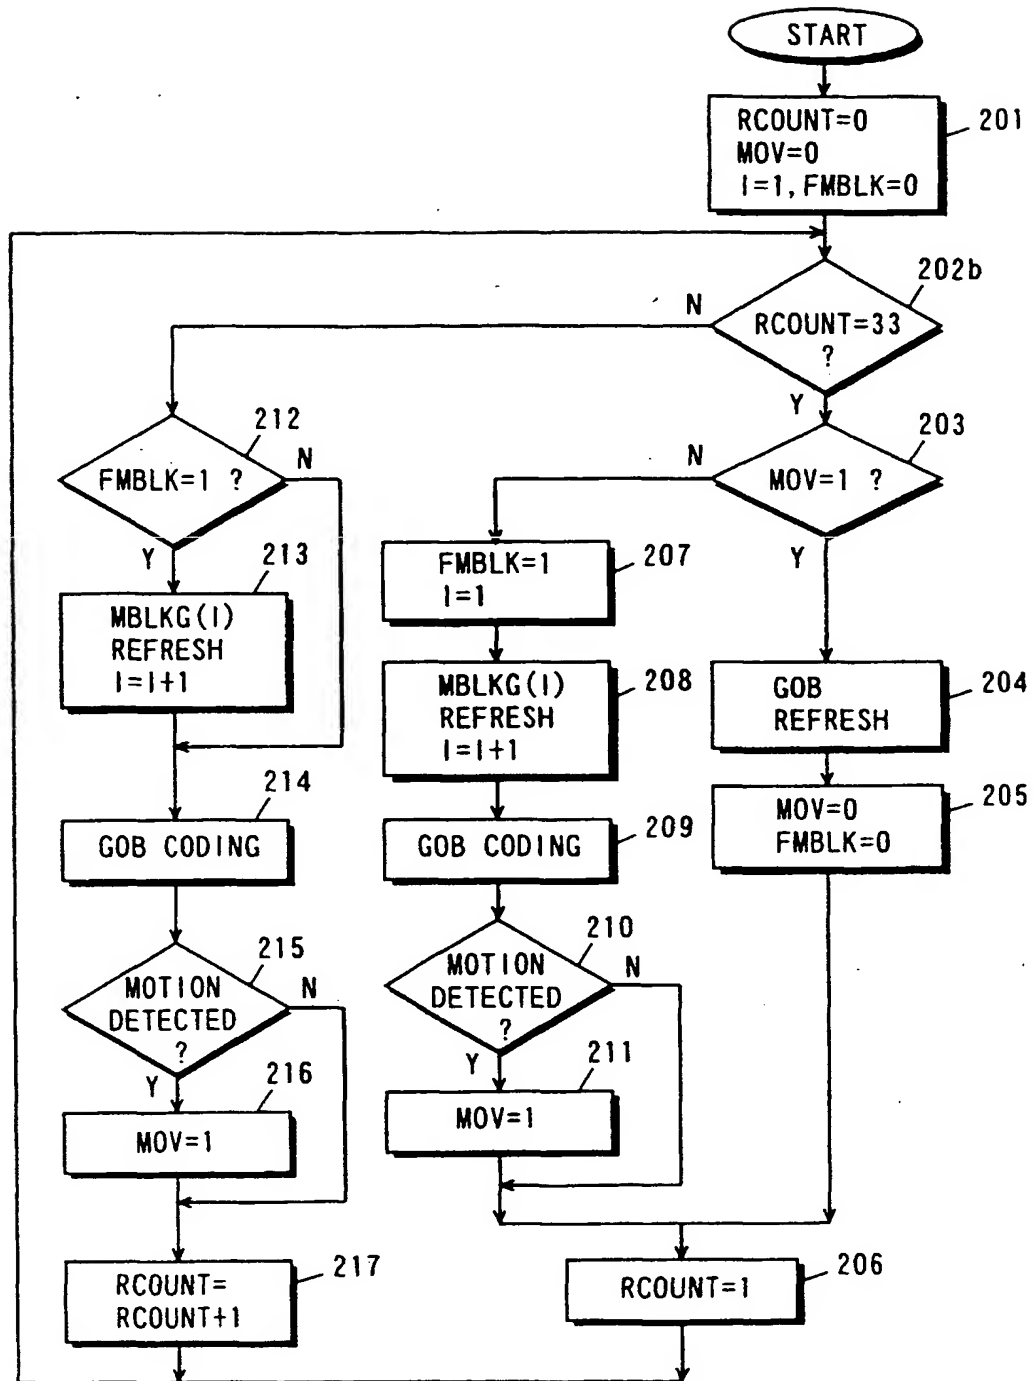 START
RCOUNT=0
MOV=0
I=1, FMBLK=0
201
202b
RCOUNT=33
?
N
Y
212
FMBLK=1 ?
N
Y
203
MOV=1 ?
N
Y
213
MBLKG(I)
REFRESH
I=I+1
FMBLK=1
I=1
207
MBLKG(I)
REFRESH
I=I+1
208
GOB
REFRESH
204
MOV=0
FMBLK=0
205
214
GOB CODING
GOB CODING
209
215
MOTION
DETECTED
?
N
Y
210
MOTION
DETECTED
?
N
Y
216
MOV=1
211
MOV=1
RCOUNT=
RCOUNT+1
217
RCOUNT=1
206